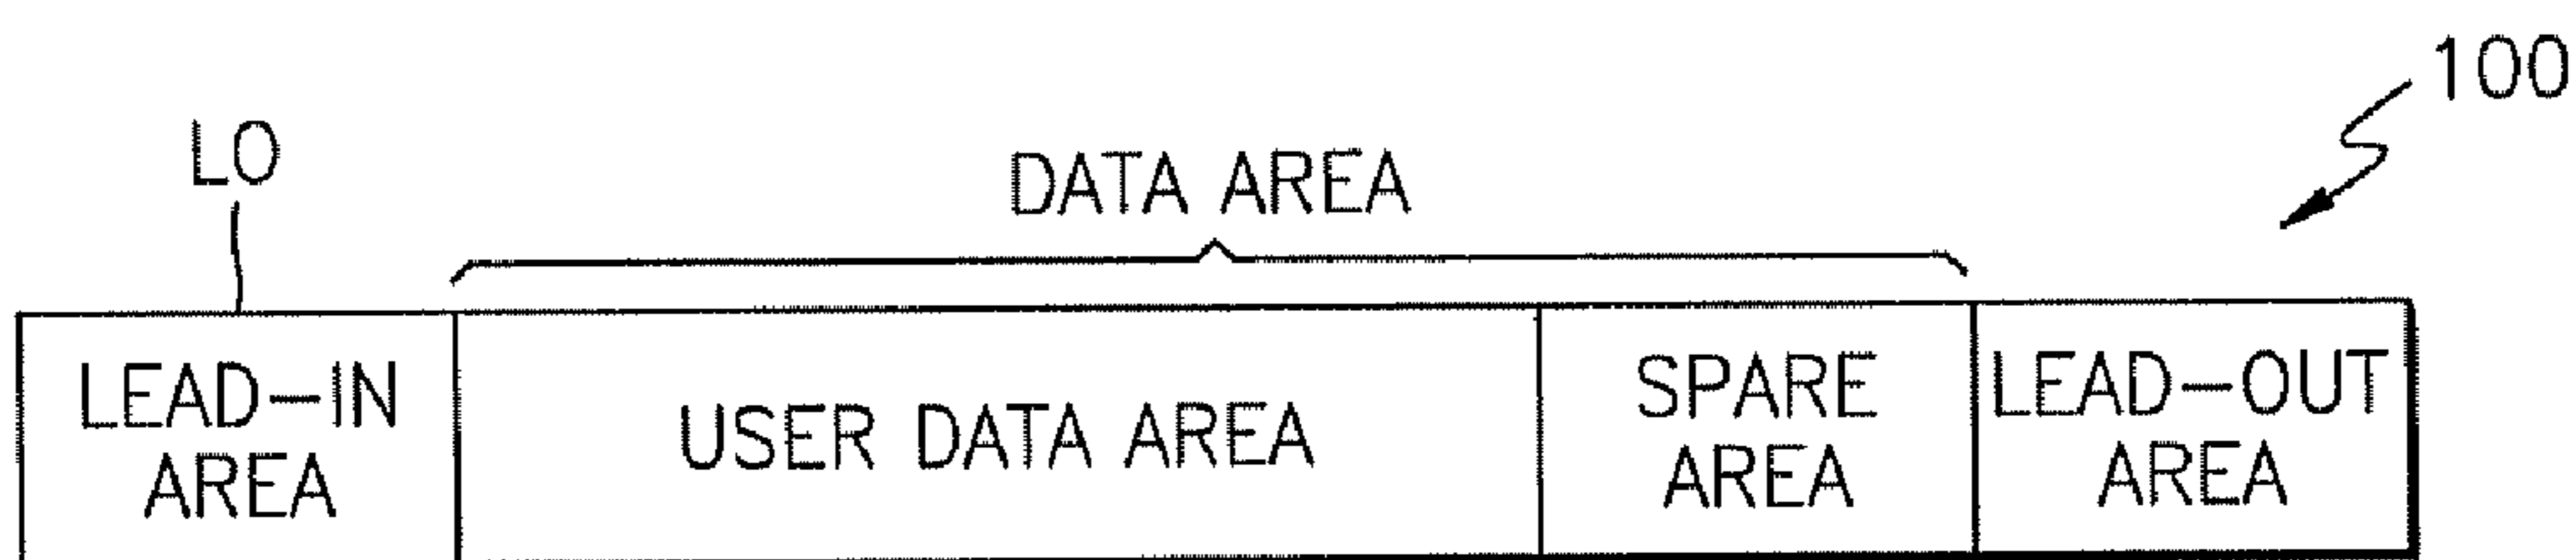 100
LO
DATA AREA
LEAD-IN
AREA
USER DATA AREA
SPARE
AREA
LEAD-OUT
AREA